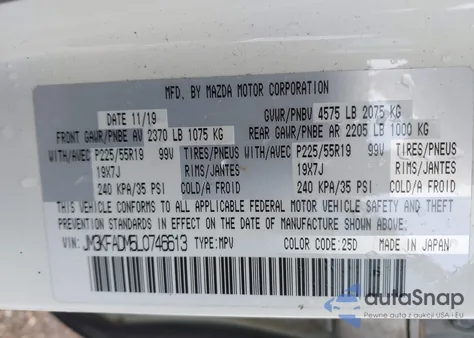 MFD. BY MAZDA MOTOR CORPORATION
DATE 11/19 GVWR/PNBV 4575 LB 2075 KG
FRONT GAWR/PNBE AV 2370 LB 1075 KG REAR GAWR/PNBE AR 2205 LB 1000 KG
WITH/AVEC P225/55R19 99V TIRES/PNEUS WITH/AVEC P225/55R19 99V TIRES/PNEUS
19X7J RIMS/JANTES 19X7J RIMS/JANTES
240 KPA/35 PSI COLD/A FROID 240 KPA/35 PSI COLD/A FROID
THIS VEHICLE CONFORMS TO ALL APPLICABLE FEDERAL MOTOR VEHICLE SAFETY AND
THEFT PREVENTION STANDARDS IN EFFECT ON THE DATE OF MANUFACTURE SHOWN ABOVE.
VIN: JM3KFADM5L0746613 TYPE: MPV COLOR CODE: 25D MADE IN JAPAN
autoSnap
Pewne auta z aukcji USA i EU